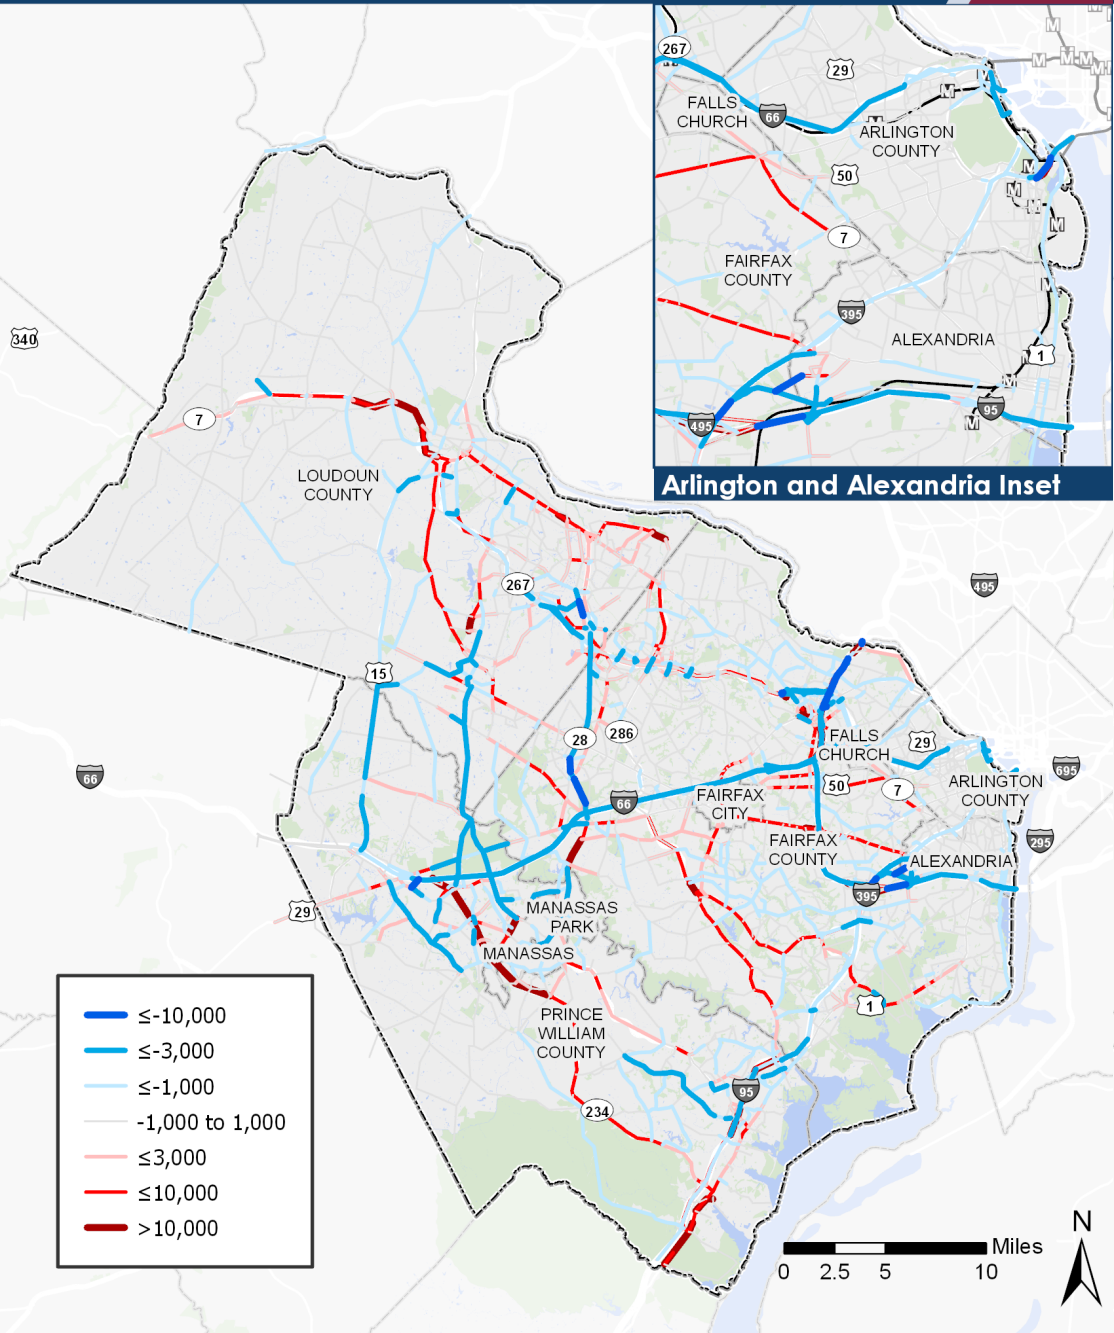 267
29
FALLS
CHURCH
66
ARLINGTON
COUNTY
50
7
FAIRFAX
COUNTY
395
ALEXANDRIA
1
95
495
M
M
M
M
M
M
M
M
M
M
M
M
M
M
Arlington and Alexandria Inset
340
7
LOUDOUN
COUNTY
267
495
15
28
286
FALLS
CHURCH
29
66
695
50
7
ARLINGTON
COUNTY
66
FAIRFAX
CITY
FAIRFAX
COUNTY
295
ALEXANDRIA
395
29
MANASSAS
PARK
MANASSAS
1
PRINCE
WILLIAM
COUNTY
95
234
≤-10,000
≤-3,000
≤-1,000
-1,000 to 1,000
≤3,000
≤10,000
>10,000
N
Miles
0 2.5 5 10